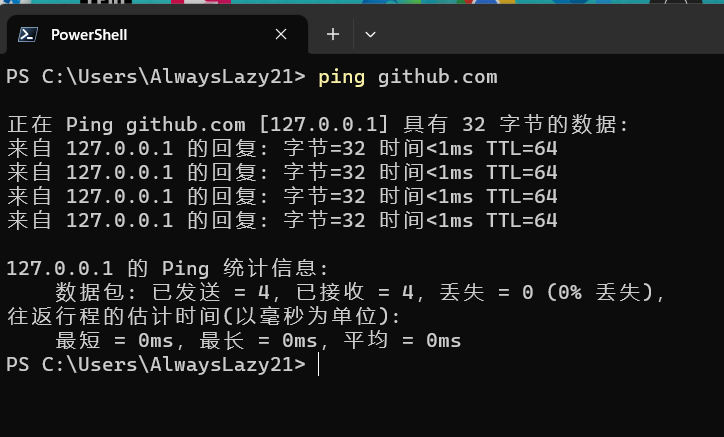 PowerShell
PS C:\Users\AlwaysLazy21> ping github.com
正在 Ping github.com [127.0.0.1] 具有 32 字节的数据:
来自 127.0.0.1 的回复: 字节=32 时间<1ms TTL=64
来自 127.0.0.1 的回复: 字节=32 时间<1ms TTL=64
来自 127.0.0.1 的回复: 字节=32 时间<1ms TTL=64
来自 127.0.0.1 的回复: 字节=32 时间<1ms TTL=64
127.0.0.1 的 Ping 统计信息:
    数据包: 已发送 = 4, 已接收 = 4, 丢失 = 0 (0% 丢失),
往返行程的估计时间(以毫秒为单位):
    最短 = 0ms, 最长 = 0ms, 平均 = 0ms
PS C:\Users\AlwaysLazy21>